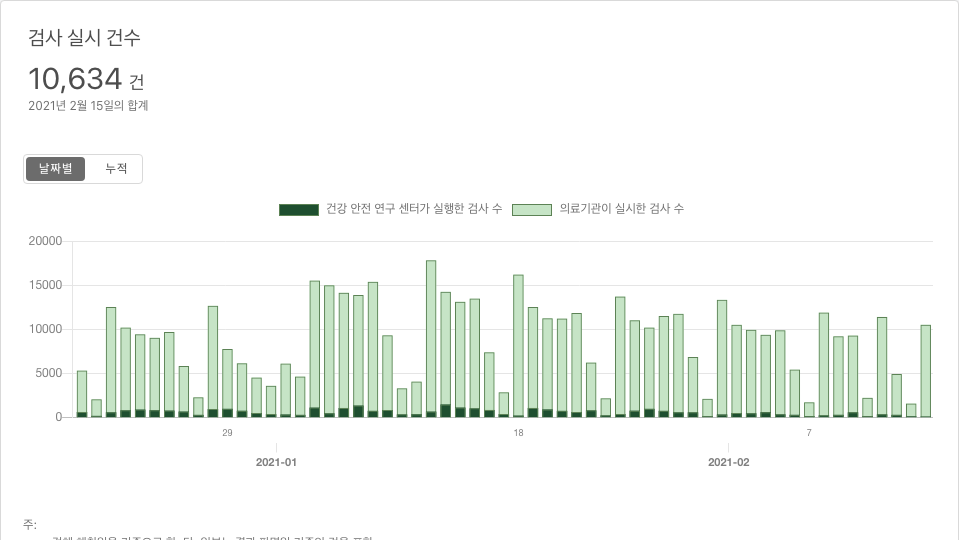 검사 실시 건수
10,634 건
2021년 2월 15일의 합계
날짜별 누적
건강 안전 연구 센터가 실행한 검사 수 의료기관이 실시한 검사 수
20000
15000
10000
5000
0
29 18 7
2021-01 2021-02
주: